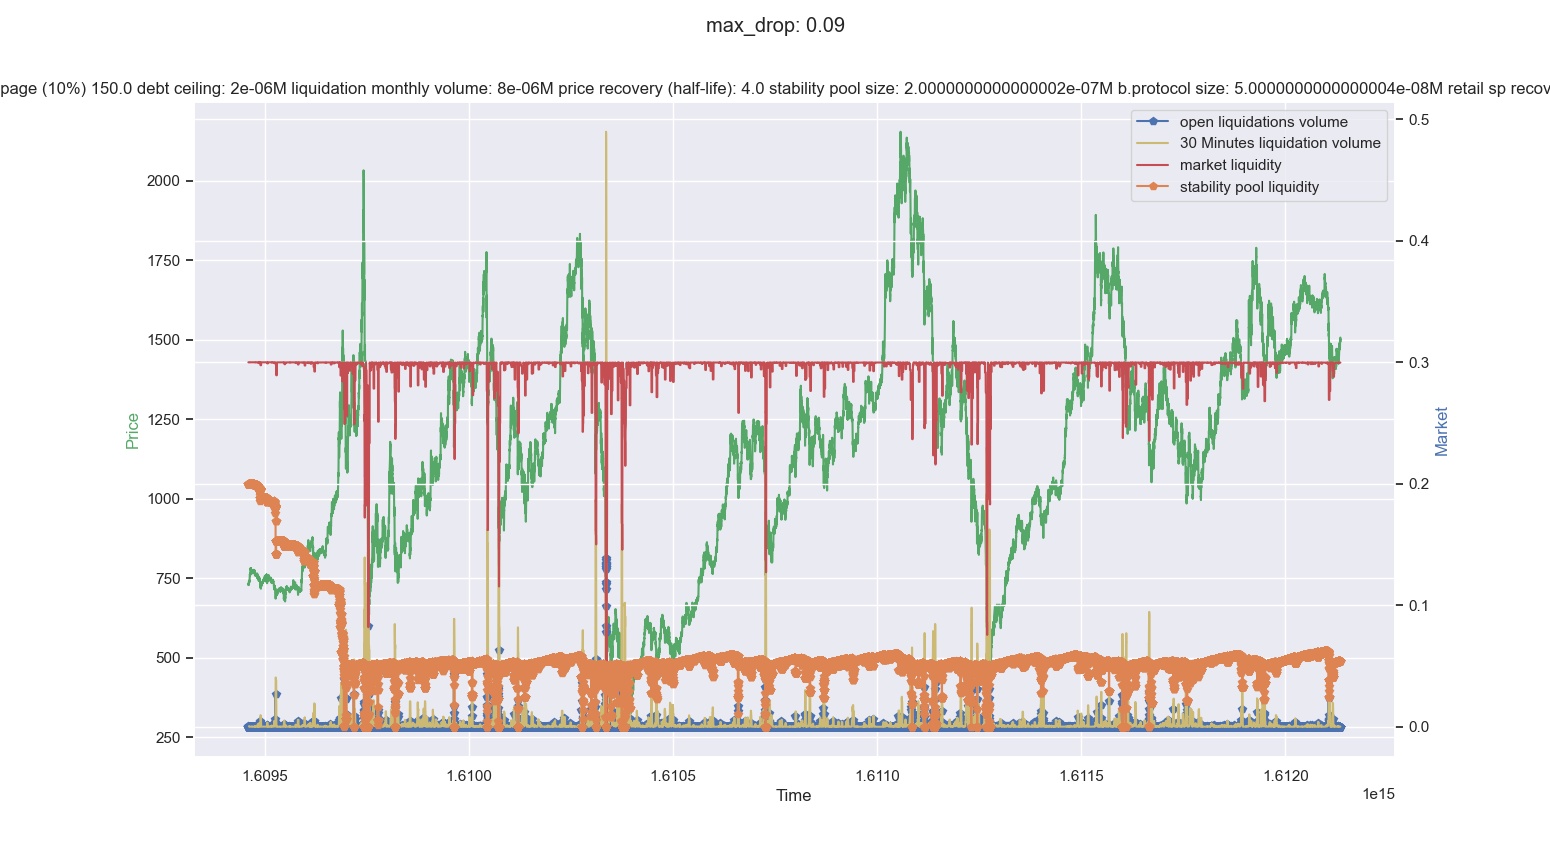 max_drop: 0.09
page (10%) 150.0 debt ceiling: 2e-06M liquidation monthly volume: 8e-06M price recovery (half-life): 4.0 stability pool size: 2.0000000000000002e-07M b.protocol size: 5.0000000000000004e-08M retail sp recov
open liquidations volume
30 Minutes liquidation volume
market liquidity
stability pool liquidity
2000
1750
1500
1250
1000
750
500
250
Price
0.5
0.4
0.3
0.2
0.1
0.0
Market
1.6095
1.6100
1.6105
1.6110
1.6115
1.6120
1e15
Time